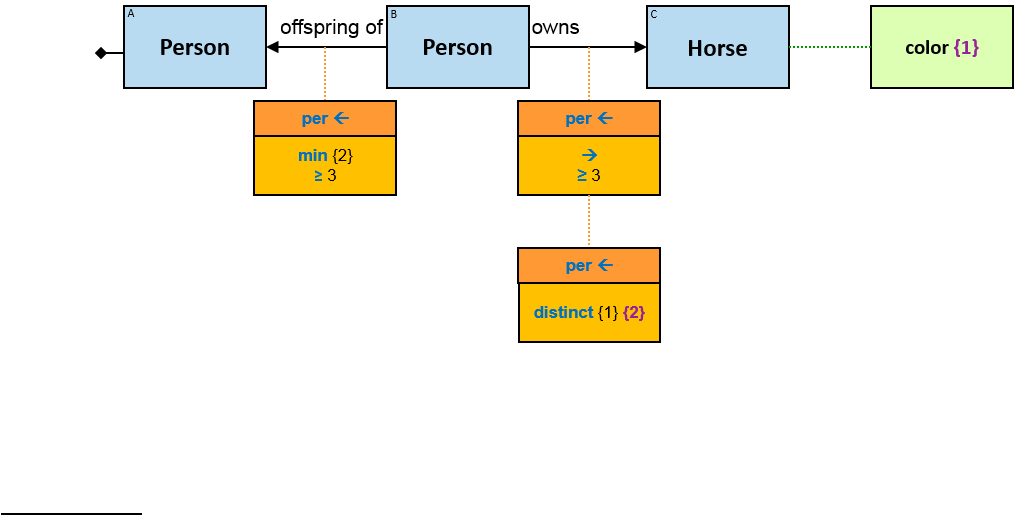 A
Person
offspring of
B
Person
owns
C
Horse
color {1}
per ←
min {2}
≥ 3
per ←
→
≥ 3
per ←
distinct {1} {2}